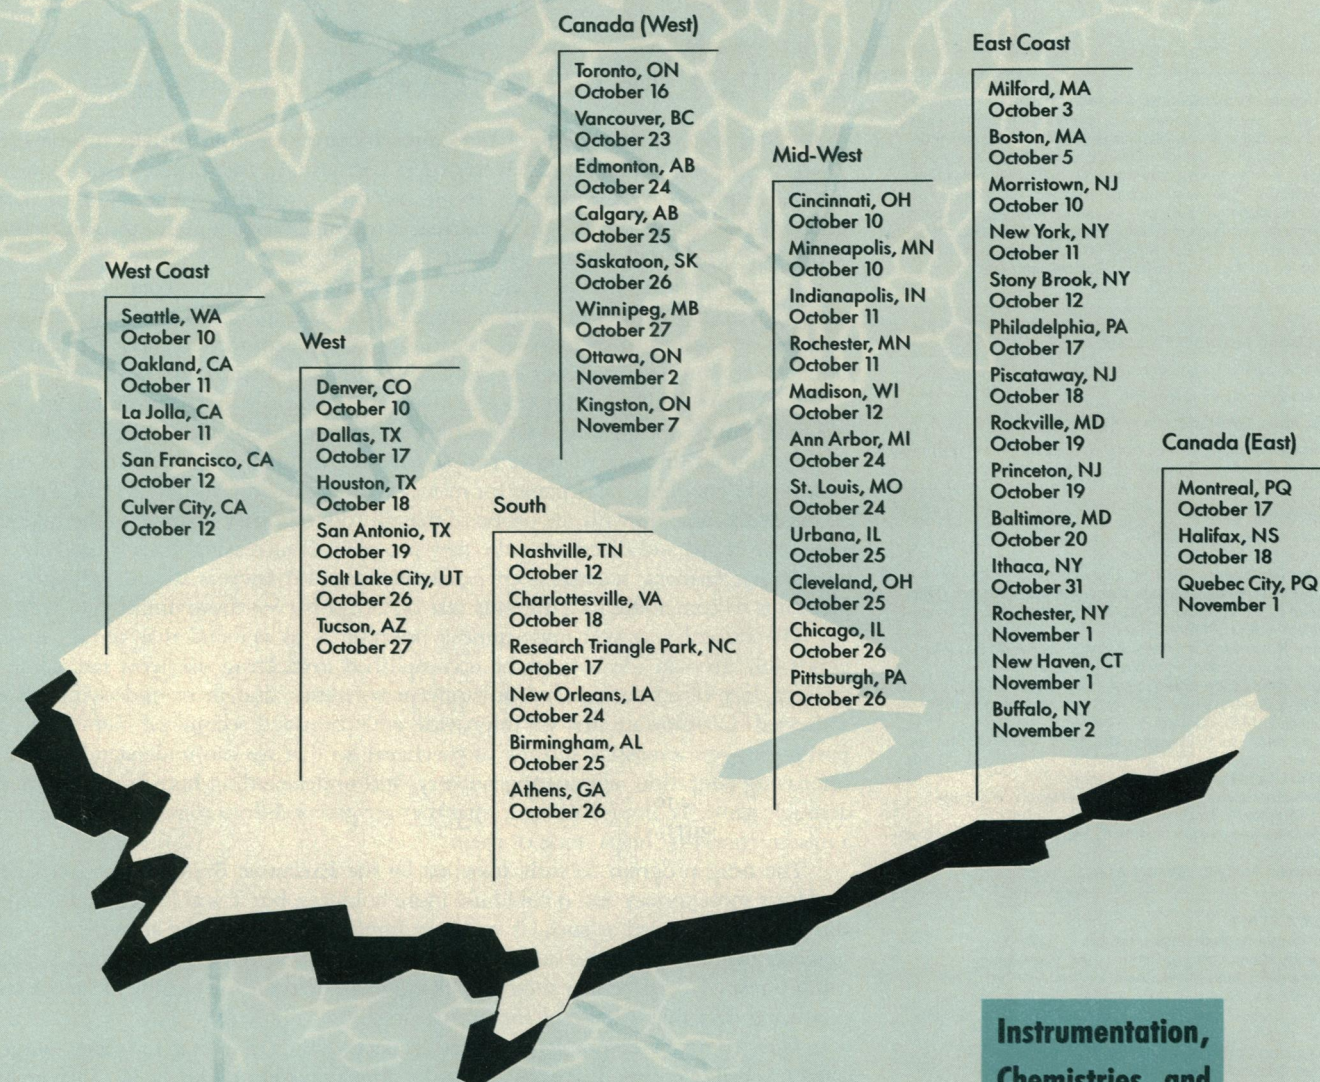 Canada (West)
Toronto, ON
October 16
Vancouver, BC
October 23
Edmonton, AB
October 24
Calgary, AB
October 25
Saskatoon, SK
October 26
Winnipeg, MB
October 27
Ottawa, ON
November 2
Kingston, ON
November 7
East Coast
Milford, MA
October 3
Boston, MA
October 5
Morristown, NJ
October 10
New York, NY
October 11
Stony Brook, NY
October 12
Philadelphia, PA
October 17
Piscataway, NJ
October 18
Rockville, MD
October 19
Princeton, NJ
October 19
Baltimore, MD
October 20
Ithaca, NY
October 31
Rochester, NY
November 1
New Haven, CT
November 1
Buffalo, NY
November 2
Mid-West
Cincinnati, OH
October 10
Minneapolis, MN
October 10
Indianapolis, IN
October 11
Rochester, MN
October 11
Madison, WI
October 12
Ann Arbor, MI
October 24
St. Louis, MO
October 24
Urbana, IL
October 25
Cleveland, OH
October 25
Chicago, IL
October 26
Pittsburgh, PA
October 26
West Coast
Seattle, WA
October 10
Oakland, CA
October 11
La Jolla, CA
October 11
San Francisco, CA
October 12
Culver City, CA
October 12
West
Denver, CO
October 10
Dallas, TX
October 17
Houston, TX
October 18
San Antonio, TX
October 19
Salt Lake City, UT
October 26
Tucson, AZ
October 27
South
Nashville, TN
October 12
Charlottesville, VA
October 18
Research Triangle Park, NC
October 17
New Orleans, LA
October 24
Birmingham, AL
October 25
Athens, GA
October 26
Canada (East)
Montreal, PQ
October 17
Halifax, NS
October 18
Quebec City, PQ
November 1
Instrumentation,
Chemistries, and